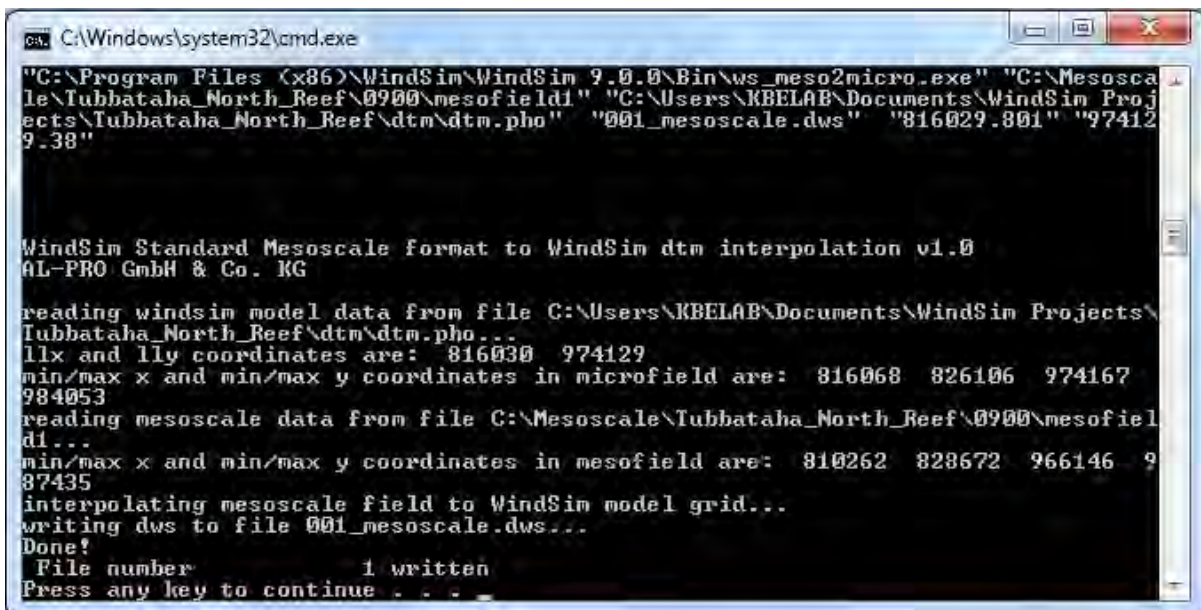 C:\Windows\system32\cmd.exe
"C:\Program Files (x86)\WindSim\WindSim 9.0.0\Bin\ws_meso2micro.exe" "C:\Mesosca
le\Tubbataha_North_Reef\0900\mesofield1" "C:\Users\KBELAB\Documents\WindSim Proj
ects\Tubbataha_North_Reef\dtm\dtm.pho"  "001_mesoscale.dws"  "816029.801" "97412
9.38"
WindSim Standard Mesoscale format to WindSim dtm interpolation v1.0
AL-PRO GmbH & Co. KG
reading windsim model data from file C:\Users\KBELAB\Documents\WindSim Projects\
Tubbataha_North_Reef\dtm\dtm.pho...
llx and lly coordinates are:  816030  974129
min/max x and min/max y coordinates in microfield are:  816068  826106  974167
984053
reading mesoscale data from file C:\Mesoscale\Tubbataha_North_Reef\0900\mesofiel
d1...
min/max x and min/max y coordinates in mesofield are:  810262  828672  966146  9
87435
interpolating mesoscale field to WindSim model grid...
writing dws to file 001_mesoscale.dws...
Done!
File number 1 written
Press any key to continue . . . _